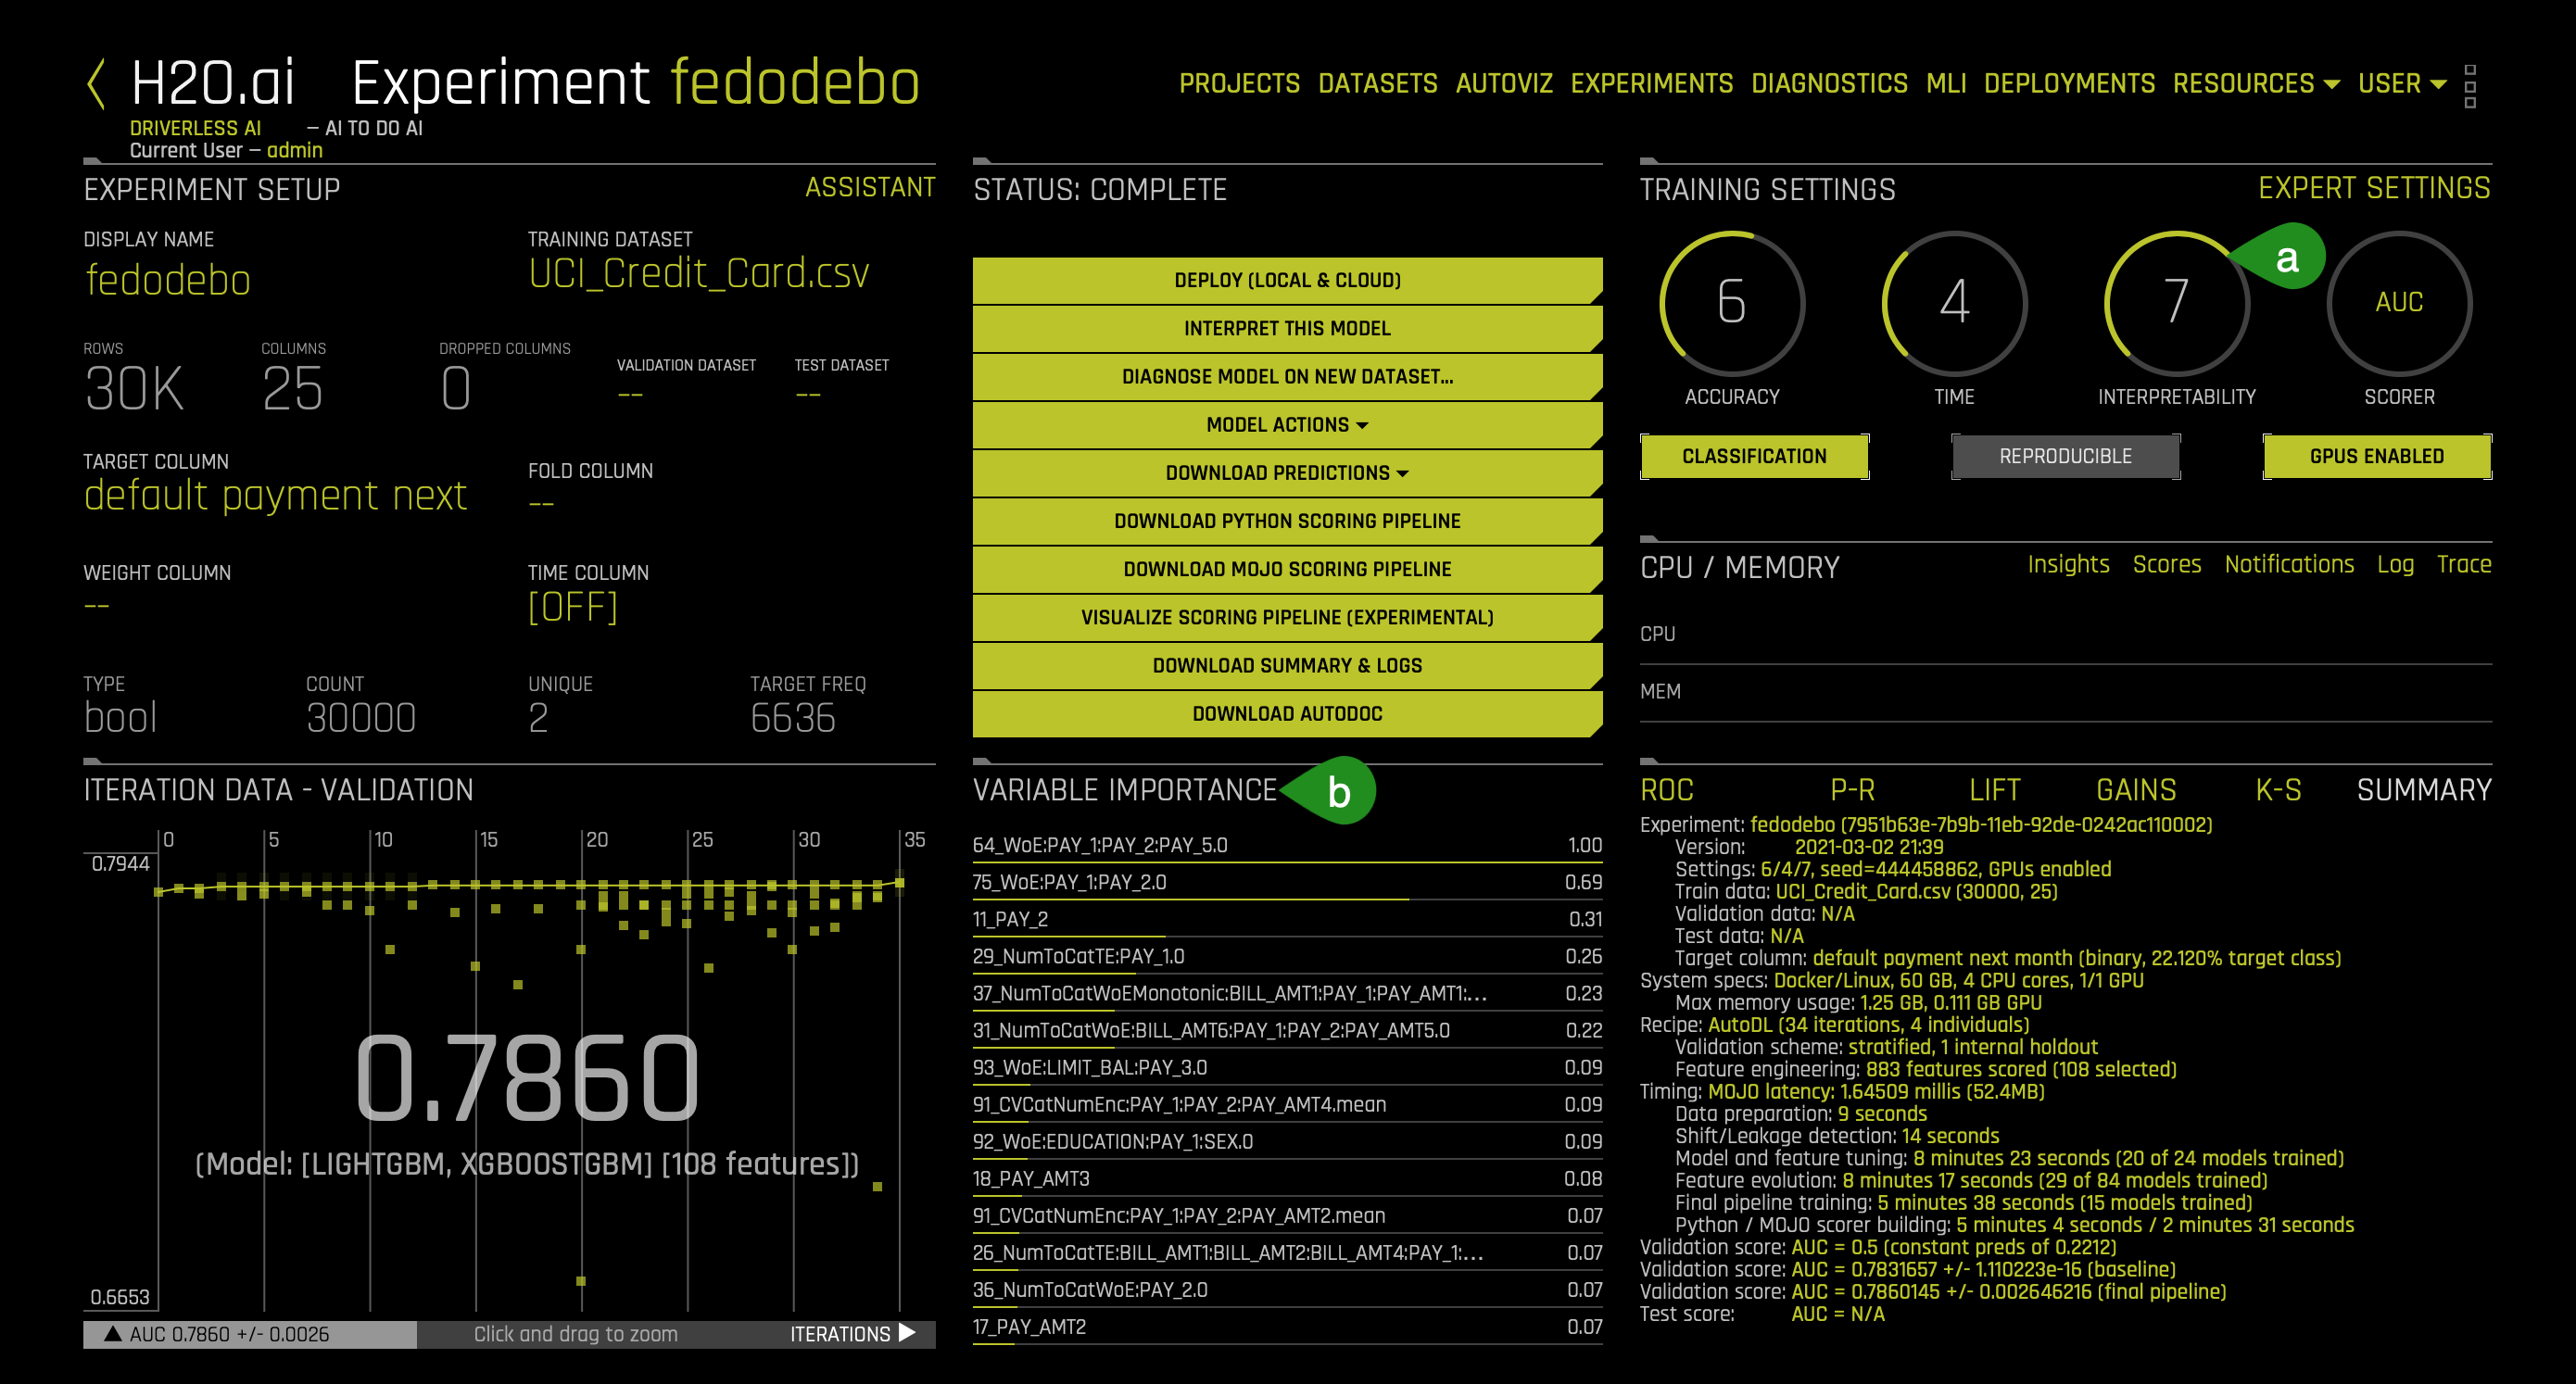 H2O.ai Experiment fedodebo
DRIVERLESS AI – AI TO DO AI
Current User – admin
PROJECTS DATASETS AUTOVIZ EXPERIMENTS DIAGNOSTICS MLI DEPLOYMENTS RESOURCES USER
EXPERIMENT SETUP ASSISTANT
DISPLAY NAME
fedodebo
TRAINING DATASET
UCI_Credit_Card.csv
ROWS
30K
COLUMNS
25
DROPPED COLUMNS
0
VALIDATION DATASET
--
TEST DATASET
--
TARGET COLUMN
default payment next
FOLD COLUMN
--
WEIGHT COLUMN
--
TIME COLUMN
[OFF]
TYPE
bool
COUNT
30000
UNIQUE
2
TARGET FREQ
6636
STATUS: COMPLETE
DEPLOY (LOCAL & CLOUD)
INTERPRET THIS MODEL
DIAGNOSE MODEL ON NEW DATASET...
MODEL ACTIONS
DOWNLOAD PREDICTIONS
DOWNLOAD PYTHON SCORING PIPELINE
DOWNLOAD MOJO SCORING PIPELINE
VISUALIZE SCORING PIPELINE (EXPERIMENTAL)
DOWNLOAD SUMMARY & LOGS
DOWNLOAD AUTODOC
TRAINING SETTINGS EXPERT SETTINGS
a
6
ACCURACY
4
TIME
7
INTERPRETABILITY
AUC
SCORER
CLASSIFICATION REPRODUCIBLE GPUS ENABLED
CPU / MEMORY Insights Scores Notifications Log Trace
CPU
MEM
ITERATION DATA - VALIDATION
0 5 10 15 20 25 30 35
0.7944
0.7860
(Model: [LIGHTGBM, XGBOOSTGBM] [108 features])
0.6653
AUC 0.7860 +/- 0.0026 Click and drag to zoom ITERATIONS
VARIABLE IMPORTANCE b
64_WoE:PAY_1:PAY_2:PAY_5.0 1.00
75_WoE:PAY_1:PAY_2.0 0.69
11_PAY_2 0.31
29_NumToCatTE:PAY_1.0 0.26
37_NumToCatWoEMonotonic:BILL_AMT1:PAY_1:PAY_AMT1:... 0.23
31_NumToCatWoE:BILL_AMT6:PAY_1:PAY_2:PAY_AMT5.0 0.22
93_WoE:LIMIT_BAL:PAY_3.0 0.09
91_CVCatNumEnc:PAY_1:PAY_2:PAY_AMT4.mean 0.09
92_WoE:EDUCATION:PAY_1:SEX.0 0.09
18_PAY_AMT3 0.08
91_CVCatNumEnc:PAY_1:PAY_2:PAY_AMT2.mean 0.07
26_NumToCatTE:BILL_AMT1:BILL_AMT2:BILL_AMT4:PAY_1:... 0.07
36_NumToCatWoE:PAY_2.0 0.07
17_PAY_AMT2 0.07
ROC P-R LIFT GAINS K-S SUMMARY
Experiment: fedodebo (7951b63e-7b9b-11eb-92de-0242ac110002)
Version: 2021-03-02 21:39
Settings: 6/4/7, seed=444458862, GPUs enabled
Train data: UCI_Credit_Card.csv (30000, 25)
Validation data: N/A
Test data: N/A
Target column: default payment next month (binary, 22.120% target class)
System specs: Docker/Linux, 60 GB, 4 CPU cores, 1/1 GPU
Max memory usage: 1.25 GB, 0.111 GB GPU
Recipe: AutoDL (34 iterations, 4 individuals)
Validation scheme: stratified, 1 internal holdout
Feature engineering: 883 features scored (108 selected)
Timing: MOJO latency: 1.64509 millis (52.4MB)
Data preparation: 9 seconds
Shift/Leakage detection: 14 seconds
Model and feature tuning: 8 minutes 23 seconds (20 of 24 models trained)
Feature evolution: 8 minutes 17 seconds (29 of 84 models trained)
Final pipeline training: 5 minutes 38 seconds (15 models trained)
Python / MOJO scorer building: 5 minutes 4 seconds / 2 minutes 31 seconds
Validation score: AUC = 0.5 (constant preds of 0.2212)
Validation score: AUC = 0.7831657 +/- 1.110223e-16 (baseline)
Validation score: AUC = 0.7860145 +/- 0.002646216 (final pipeline)
Test score: AUC = N/A